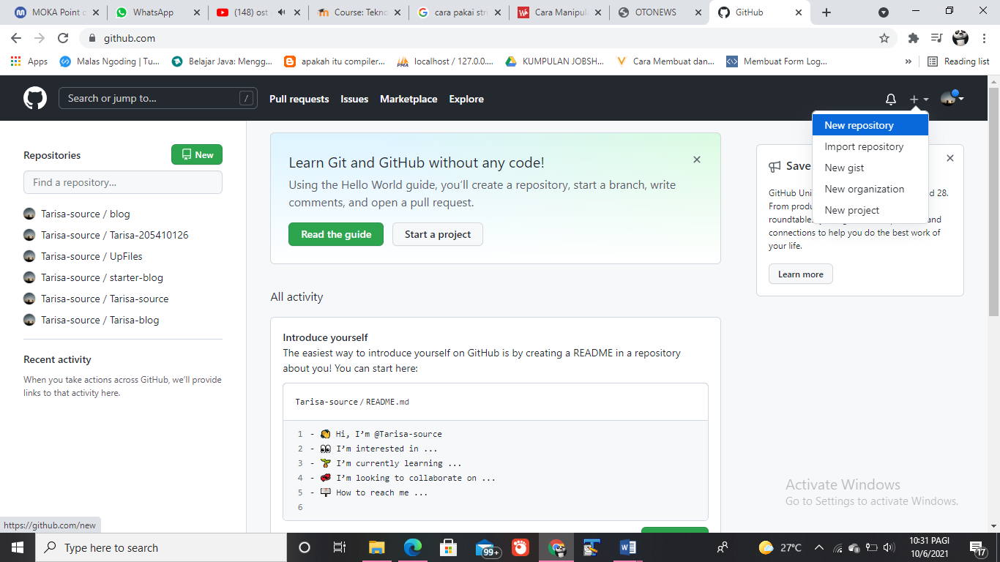 MOKA Point o
WhatsApp
(148) ost
Course: Tekno
cara pakai stri
Cara Manipula
OTONEWS
GitHub
github.com
Apps
Malas Ngoding | Tu...
Belajar Java: Mengg...
apakah itu compiler...
localhost / 127.0.0....
KUMPULAN JOBSH...
Cara Membuat dan...
Membuat Form Log...
»
Reading list
Search or jump to...
/
Pull requests
Issues
Marketplace
Explore
New repository
Import repository
New gist
New organization
New project
Repositories
New
Find a repository...
Tarisa-source / blog
Tarisa-source / Tarisa-205410126
Tarisa-source / UpFiles
Tarisa-source / starter-blog
Tarisa-source / Tarisa-source
Tarisa-source / Tarisa-blog
Recent activity
When you take actions across GitHub, we'll provide
links to that activity here.
Learn Git and GitHub without any code!
Using the Hello World guide, you'll create a repository, start a branch, write
comments, and open a pull request.
Read the guide
Start a project
All activity
Introduce yourself
The easiest way to introduce yourself on GitHub is by creating a README in a repository
about you! You can start here:
Tarisa-source / README.md
1 - 👋 Hi, I'm @Tarisa-source
2 - 👀 I'm interested in ...
3 - 🌱 I'm currently learning ...
4 - 💞️ I'm looking to collaborate on ...
5 - 📫 How to reach me ...
6
Save
GitHub Uni d 28.
From produ
roundtables and
connections to help you do the best work of
your life.
Learn more
Activate Windows
Go to Settings to activate Windows.
https://github.com/new
Type here to search
99+
27°C
10:31 PAGI
10/6/2021
17